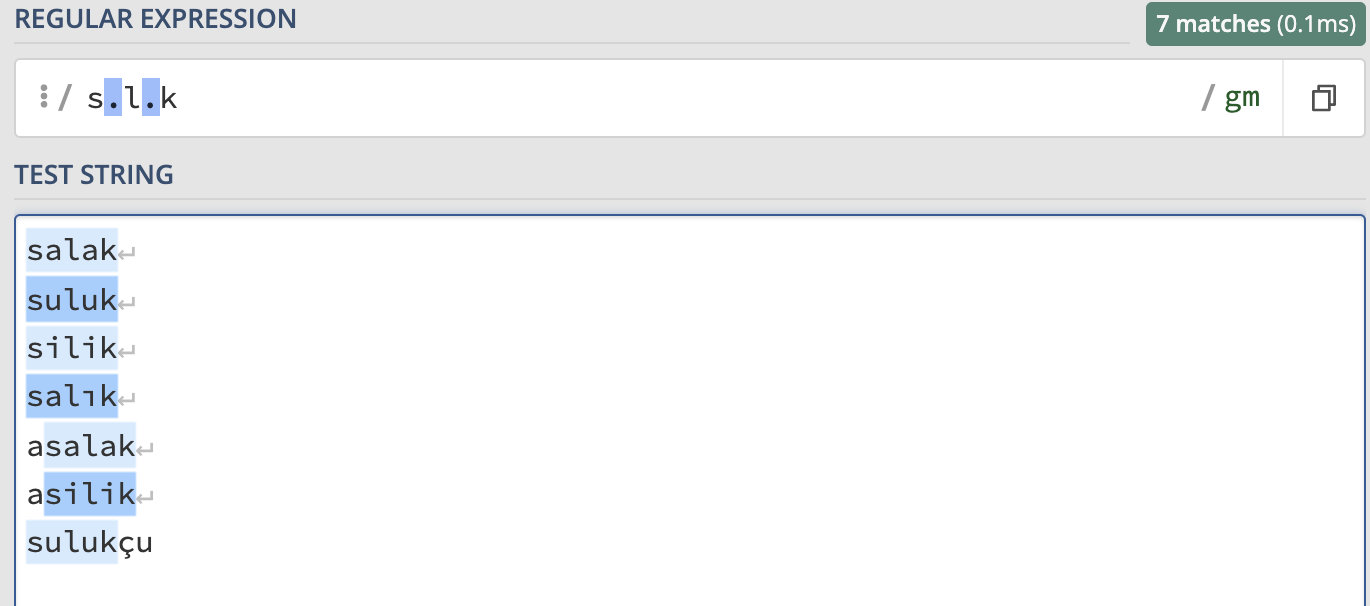 REGULAR EXPRESSION
7 matches (0.1ms)
/ s.l.k / gm
TEST STRING
salak↵
suluk↵
silik↵
salık↵
asalak↵
asilik↵
sulukçu